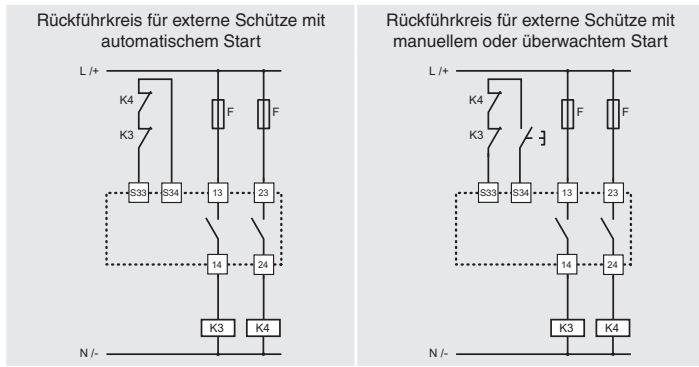 Rückführkreis für externe Schütze mit
automatischem Start
L /+
K4
K3
F
F
S33
S34
13
23
14
24
K3
K4
N /-
Rückführkreis für externe Schütze mit
manuellem oder überwachtem Start
L /+
K4
K3
F
F
S33
S34
13
23
14
24
K3
K4
N /-